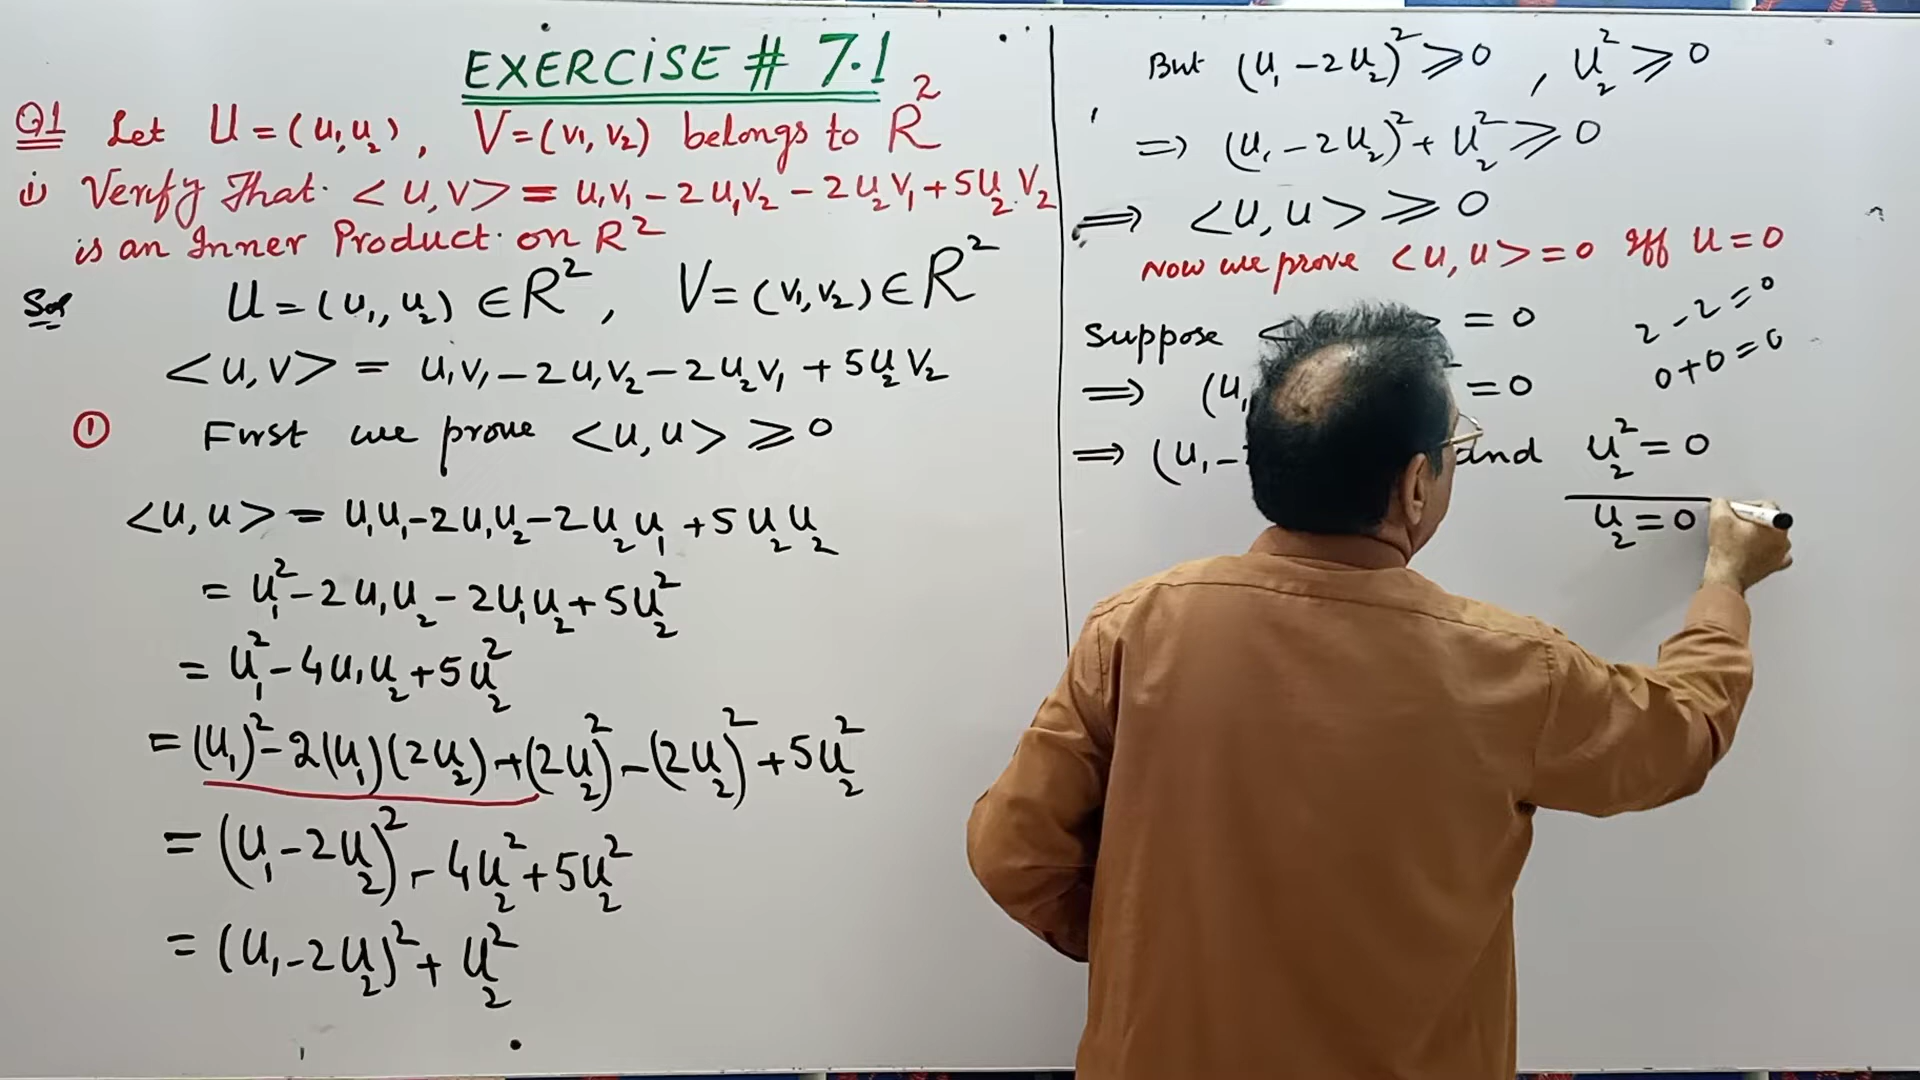 EXERCISE # 7.1
Q1 Let U = (u₁,u₂), V = (v₁, v₂) belongs to R²
i) Verify That <u,v> = u₁v₁ - 2u₁v₂ - 2u₂v₁ + 5u₂v₂
is an Inner Product on R²
Sol U = (u₁, u₂) ∈ R², V = (v₁, v₂) ∈ R²
<u,v> = u₁v₁ - 2u₁v₂ - 2u₂v₁ + 5u₂v₂
① First we prove <u,u> ⩾ 0
<u,u> = u₁u₁ - 2u₁u₂ - 2u₂u₁ + 5u₂u₂
= u₁² - 2u₁u₂ - 2u₁u₂ + 5u₂²
= u₁² - 4u₁u₂ + 5u₂²
= (u₁)² - 2(u₁)(2u₂) + (2u₂)² - (2u₂)² + 5u₂²
= (u₁ - 2u₂)² - 4u₂² + 5u₂²
= (u₁ - 2u₂)² + u₂²
But (u₁ - 2u₂)² ⩾ 0, u₂² ⩾ 0
⇒ (u₁ - 2u₂)² + u₂² ⩾ 0
⇒ <u,u> ⩾ 0
Now we prove <u,u> = 0 iff u = 0
Suppose < > = 0
2 - 2 = 0
⇒ (u₁ = 0
0 + 0 = 0
⇒ (u₁ - and u₂² = 0
u₂ = 0